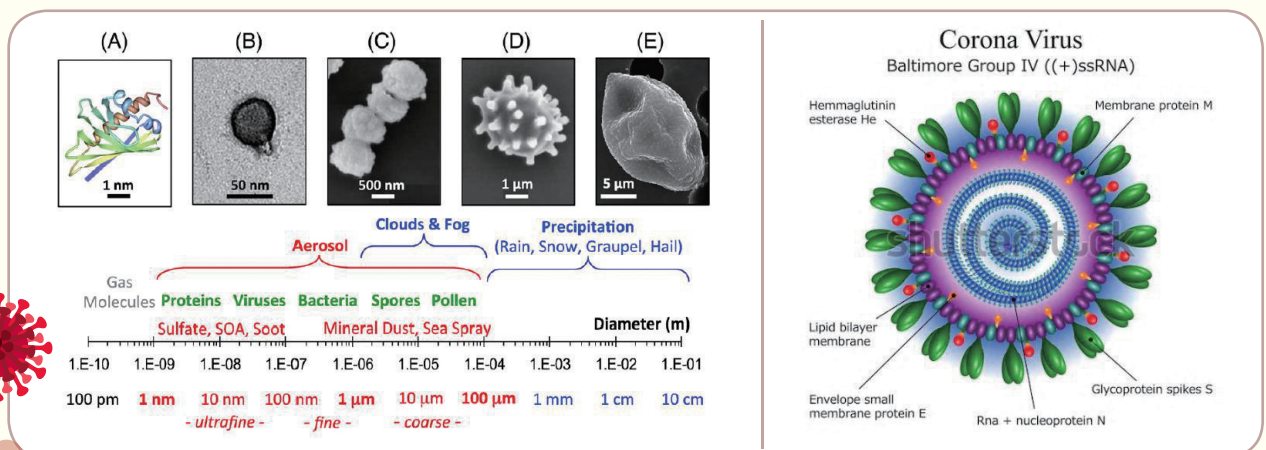 (A) (B) (C) (D) (E)
1 nm 50 nm 500 nm 1 µm 5 µm
Clouds & Fog
Precipitation
(Rain, Snow, Graupel, Hail)
Aerosol
Gas
Molecules
Proteins Viruses Bacteria Spores Pollen
Sulfate, SOA, Soot Mineral Dust, Sea Spray
Diameter (m)
1.E-10 1.E-09 1.E-08 1.E-07 1.E-06 1.E-05 1.E-04 1.E-03 1.E-02 1.E-01
100 pm 1 nm 10 nm 100 nm 1 µm 10 µm 100 µm 1 mm 1 cm 10 cm
- ultrafine - - fine - - coarse -
Corona Virus
Baltimore Group IV ((+)ssRNA)
Hemmaglutinin
esterase He
Membrane protein M
shutterstock
Lipid bilayer
membrane
Envelope small
membrane protein E
Rna + nucleoprotein N
Glycoprotein spikes S